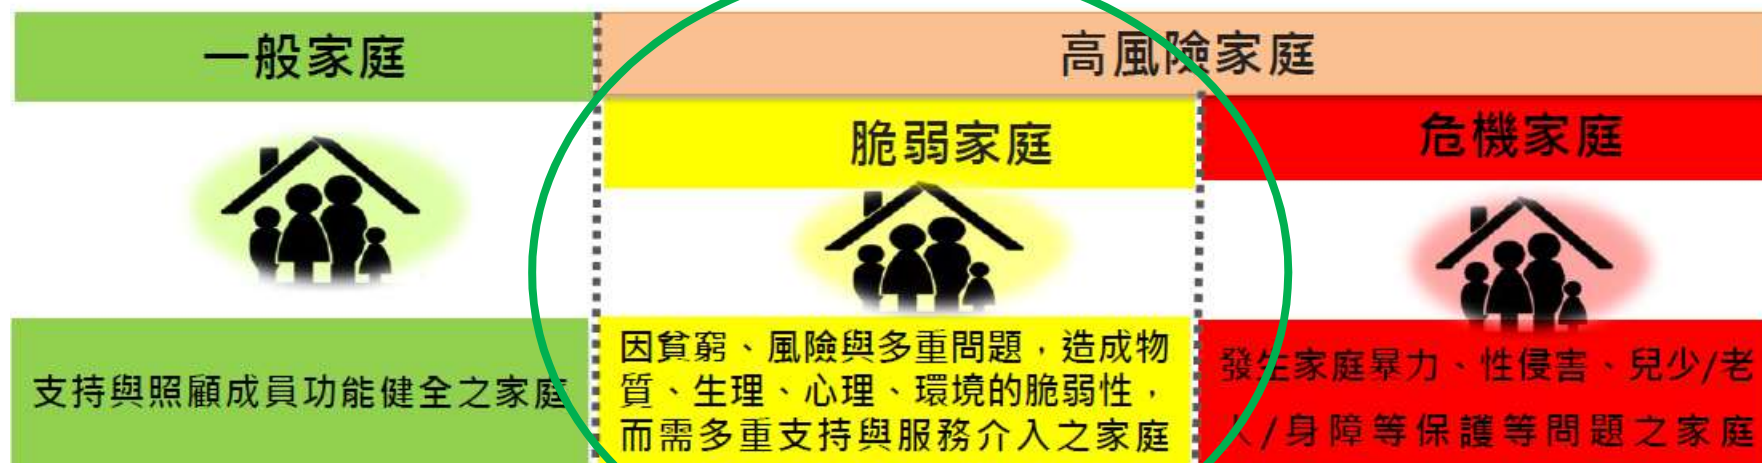 一般家庭
高風險家庭
脆弱家庭
危機家庭
支持與照顧成員功能健全之家庭
因貧窮、風險與多重問題，造成物
質、生理、心理、環境的脆弱性，
而需多重支持與服務介入之家庭
發生家庭暴力、性侵害、兒少/老
人/身障等保護等問題之家庭